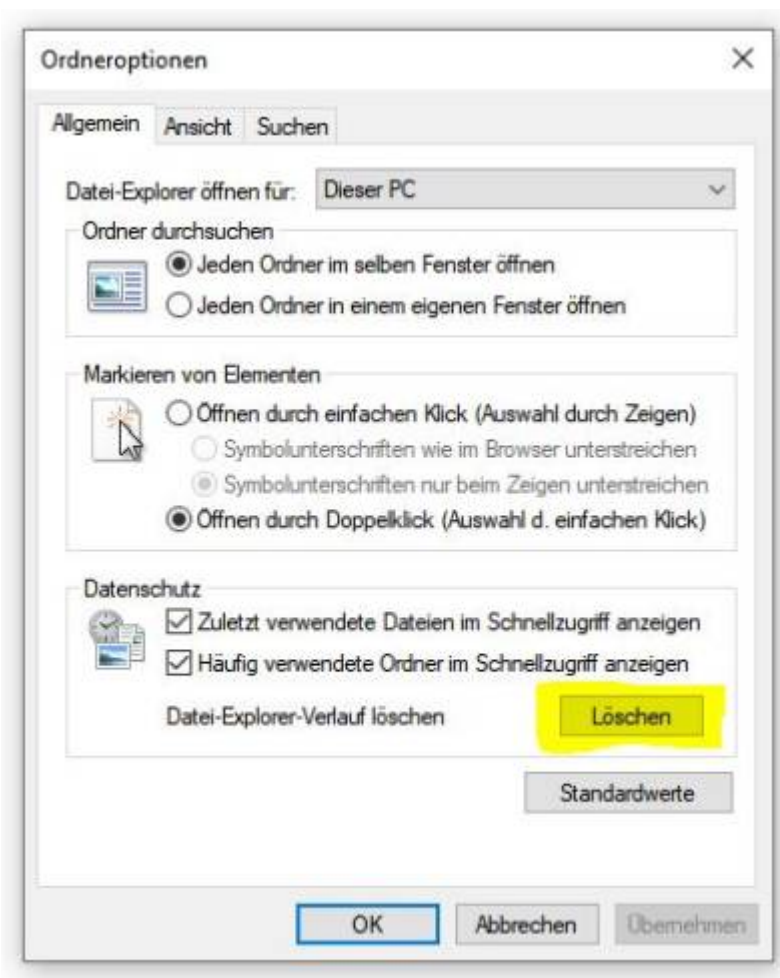 Ordneroptionen
Allgemein Ansicht Suchen
Datei-Explorer öffnen für: Dieser PC
Ordner durchsuchen
Jeden Ordner im selben Fenster öffnen
Jeden Ordner in einem eigenen Fenster öffnen
Markieren von Elementen
Öffnen durch einfachen Klick (Auswahl durch Zeigen)
Symbolunterschriften wie im Browser unterstreichen
Symbolunterschriften nur beim Zeigen unterstreichen
Öffnen durch Doppelklick (Auswahl d. einfachen Klick)
Datenschutz
Zuletzt verwendete Dateien im Schnellzugriff anzeigen
Häufig verwendete Ordner im Schnellzugriff anzeigen
Datei-Explorer-Verlauf löschen Löschen
Standardwerte
OK Abbrechen Übernehmen